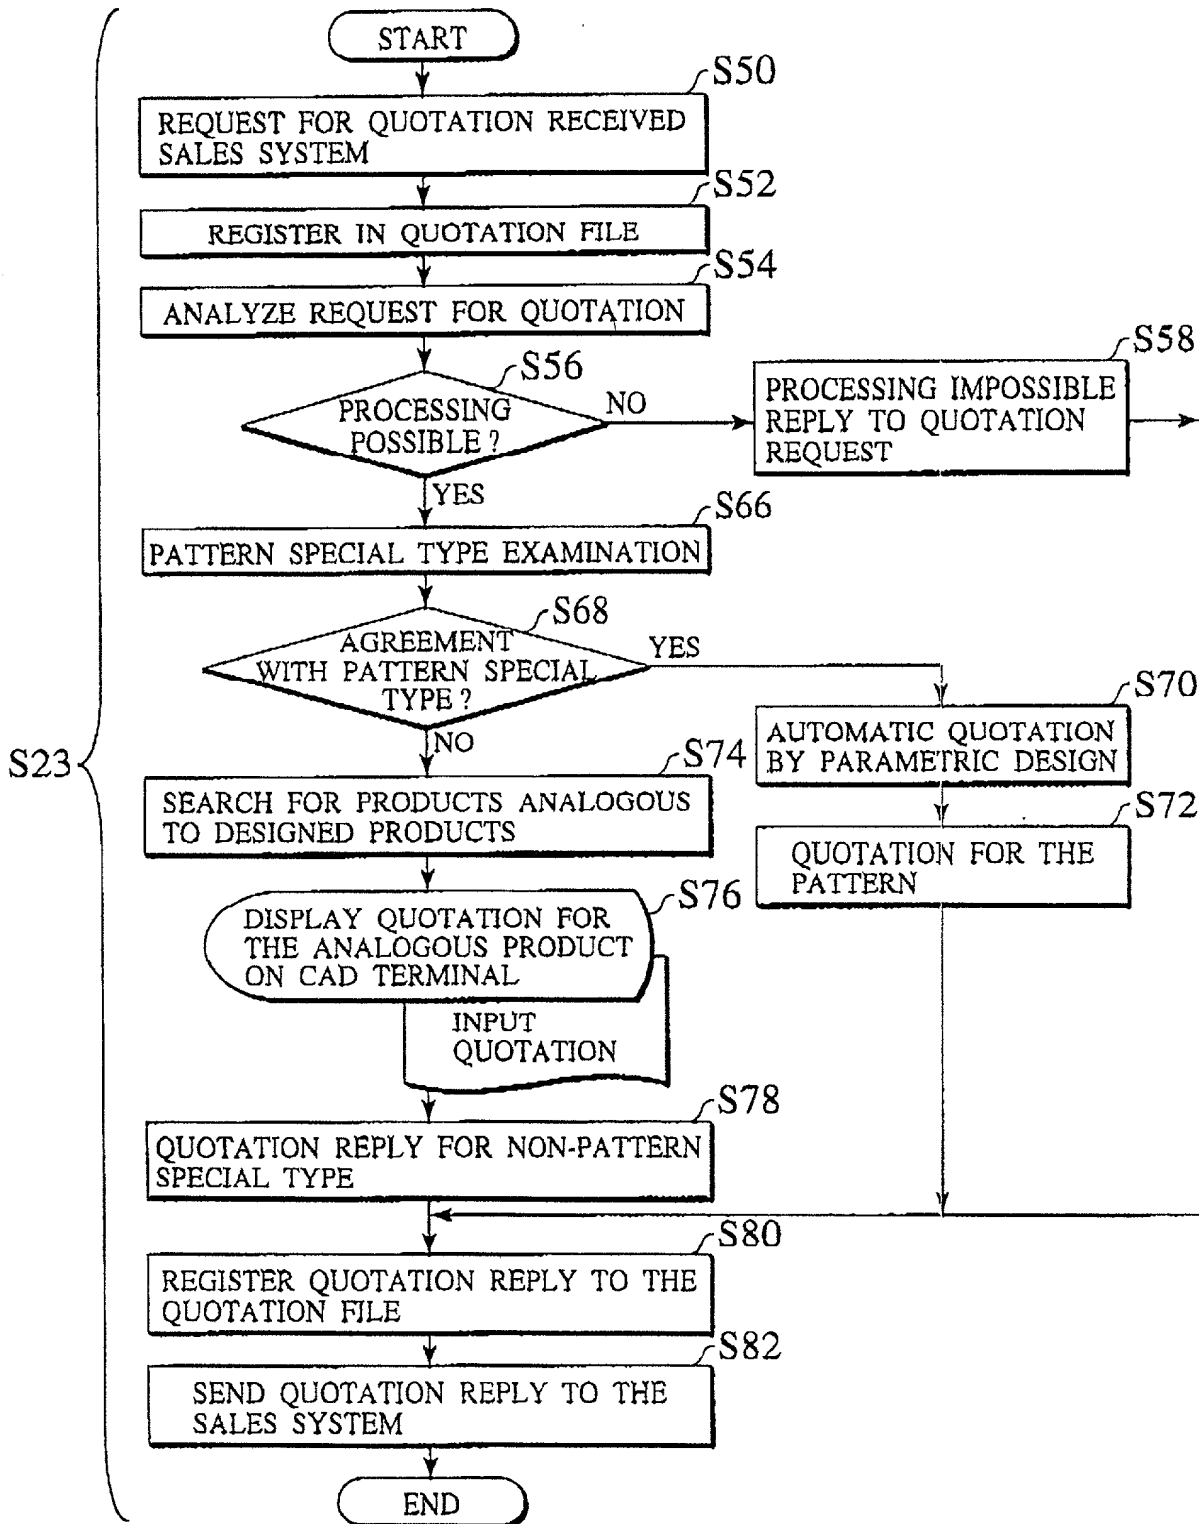 START
S50
REQUEST FOR QUOTATION RECEIVED
SALES SYSTEM
S52
REGISTER IN QUOTATION FILE
S54
ANALYZE REQUEST FOR QUOTATION
S56
PROCESSING
POSSIBLE?
NO
S58
PROCESSING IMPOSSIBLE
REPLY TO QUOTATION
REQUEST
YES
S66
PATTERN SPECIAL TYPE EXAMINATION
S68
AGREEMENT
WITH PATTERN SPECIAL
TYPE?
YES
S70
AUTOMATIC QUOTATION
BY PARAMETRIC DESIGN
S72
QUOTATION FOR THE
PATTERN
NO
S23
S74
SEARCH FOR PRODUCTS ANALOGOUS
TO DESIGNED PRODUCTS
S76
DISPLAY QUOTATION FOR
THE ANALOGOUS PRODUCT
ON CAD TERMINAL
INPUT
QUOTATION
S78
QUOTATION REPLY FOR NON-PATTERN
SPECIAL TYPE
S80
REGISTER QUOTATION REPLY TO THE
QUOTATION FILE
S82
SEND QUOTATION REPLY TO THE
SALES SYSTEM
END